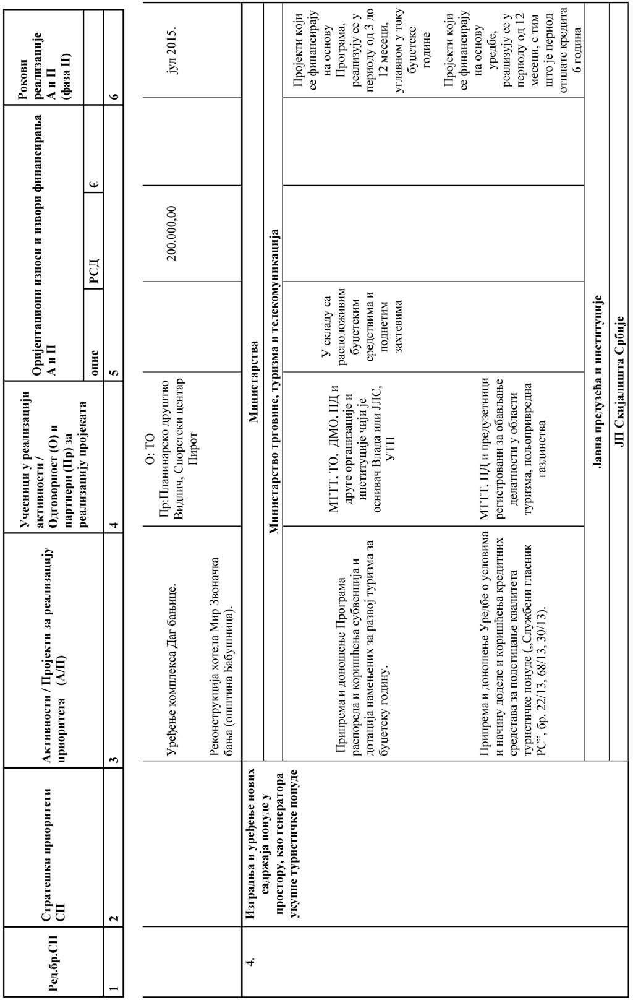 Ред.бр.СП
Стратешки приоритети
СП
Активности / Пројекти за реализацију
приоритета (А/П)
Учесници у реализацији
активности /
Одговорност (О) и
партнери (Пр) за
реализацију пројеката
Оријентациони износи и извори финансирања
А и П
опис
РСД
€
Рокови
реализације
А и П
(фаза II)
1
2
3
4
5
6
Уређење комплекса Даг бањице.
О: ТО
Пр:Планинарско друштво
Видлич, Спорстски центар
Пирот
200.000,00
јул 2015.
Реконструкција хотела Мир Звоначка
бања (општина Бабушница).
4.
Изградња и уређење нових
садржаја понуде у
простору, као генератора
укупне туристичке понуде
Министарства
Министарство трговине, туризма и телекомуникација
Припрема и доношење Програма
распореда и коришћења субвенција и
дотација намењених за развој туризма за
буџетску годину.
МТТТ, ТО, ДМО, ПД и
друге организације и
институције чији је
оснивач Влада или ЈЛС,
УТП
У складу са
расположивим
буџетским
средствима и
поднетим
захтевима
Пројекти који
се финансирају
на основу
Програма,
реализују се у
периоду од 3 до
12 месеци,
углавном у току
буџетске
године
Припрема и доношење Уредбе о условима
и начину доделе и коришћења кредитних
средстава за подстицање квалитета
туристичке понуде („Службени гласник
РС”, бр. 22/13, 68/13, 30/13).
МТТТ, ПД и предузетници
регистровани за обављање
делатности у области
туризма, пољопривредна
газдинства
Пројекти који
се финансирају
на основу
уредбе,
реализују се у
периоду од 12
месеци, с тим
што је период
отплате кредита
6 година
Јавна предузећа и институције
ЈП Скијалишта Србије